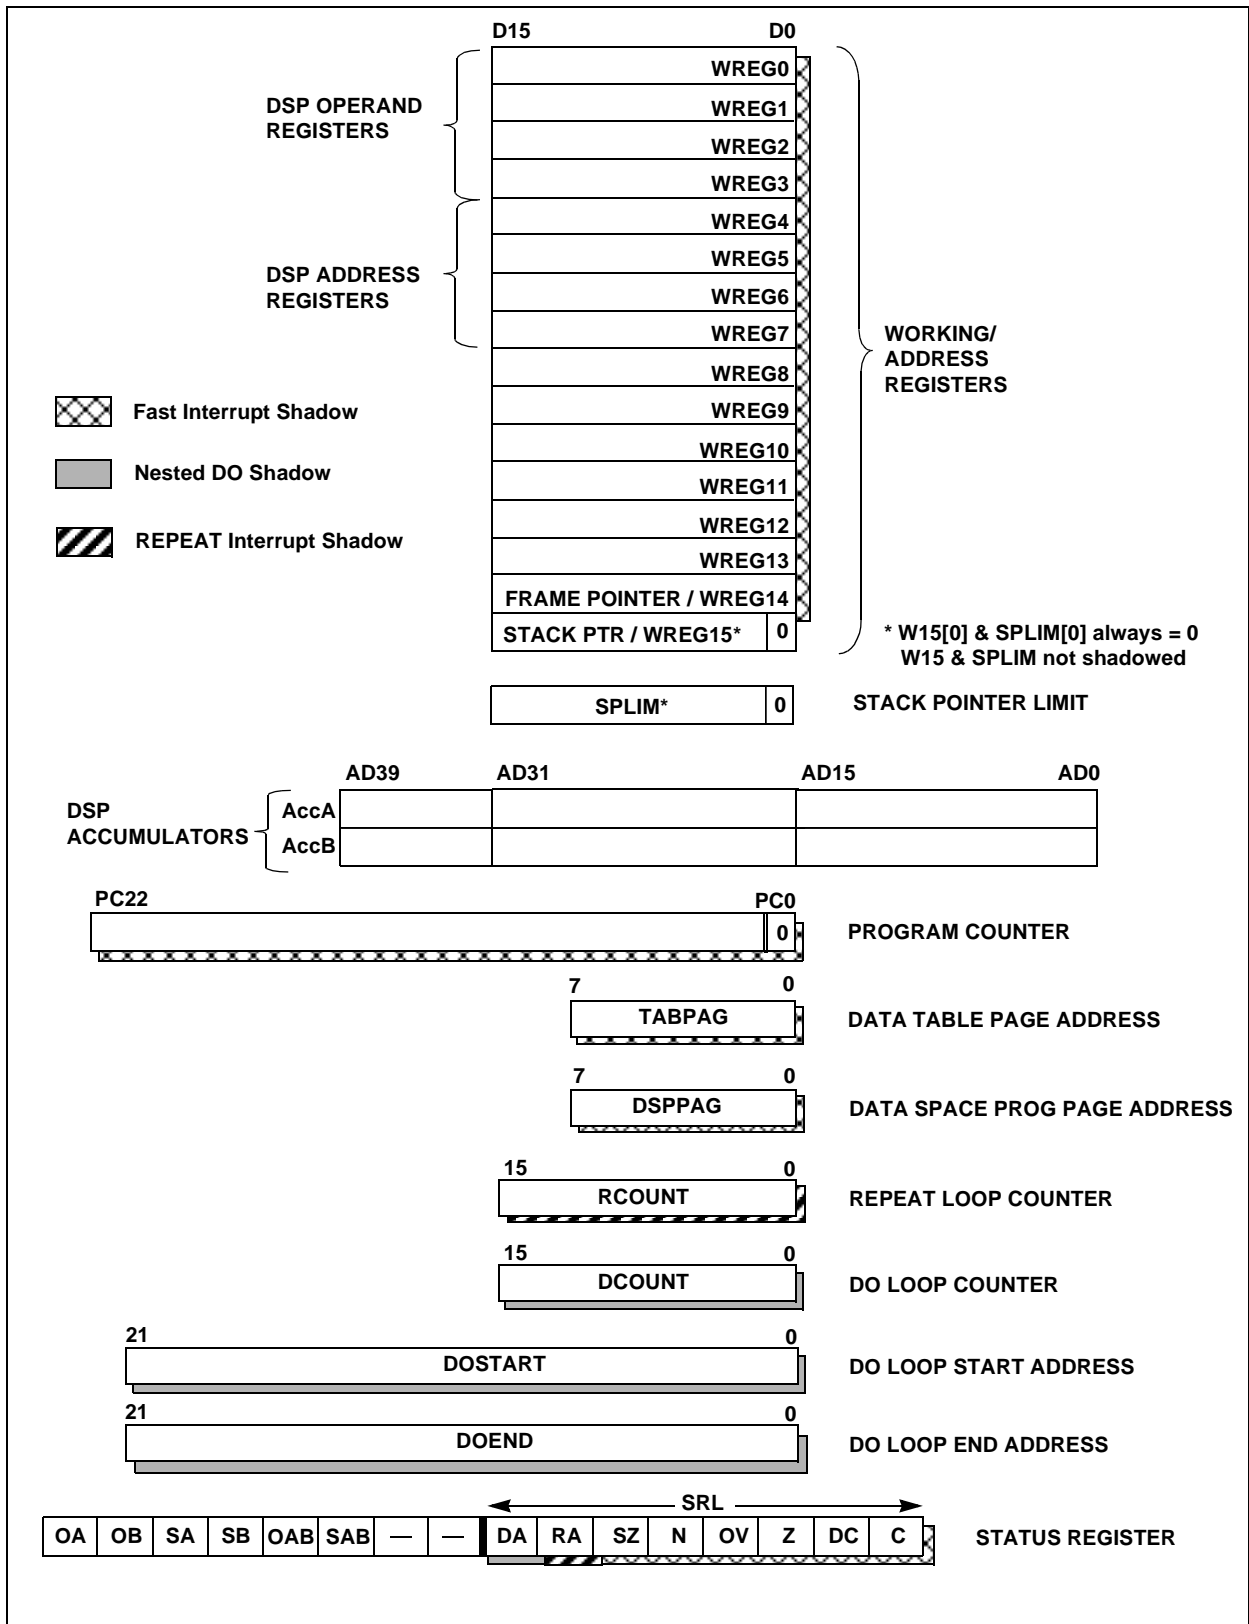 D15 D0
WREG0
DSP OPERAND
REGISTERS
WREG1
WREG2
WREG3
WREG4
DSP ADDRESS
REGISTERS
WREG5
WREG6
WREG7
WORKING/
ADDRESS
REGISTERS
WREG8
Fast Interrupt Shadow
WREG9
WREG10
Nested DO Shadow
WREG11
WREG12
REPEAT Interrupt Shadow
WREG13
FRAME POINTER / WREG14
STACK PTR / WREG15* 0
* W15[0] & SPLIM[0] always = 0
W15 & SPLIM not shadowed
SPLIM* 0 STACK POINTER LIMIT
AD39 AD31 AD15 AD0
DSP
ACCUMULATORS
AccA
AccB
PC22 PC0
0 PROGRAM COUNTER
7 0
TABPAG DATA TABLE PAGE ADDRESS
7 0
DSPPAG DATA SPACE PROG PAGE ADDRESS
15 0
RCOUNT REPEAT LOOP COUNTER
15 0
DCOUNT DO LOOP COUNTER
21 0
DOSTART DO LOOP START ADDRESS
21 0
DOEND DO LOOP END ADDRESS
SRL
OA OB SA SB OAB SAB — — DA RA SZ N OV Z DC C STATUS REGISTER